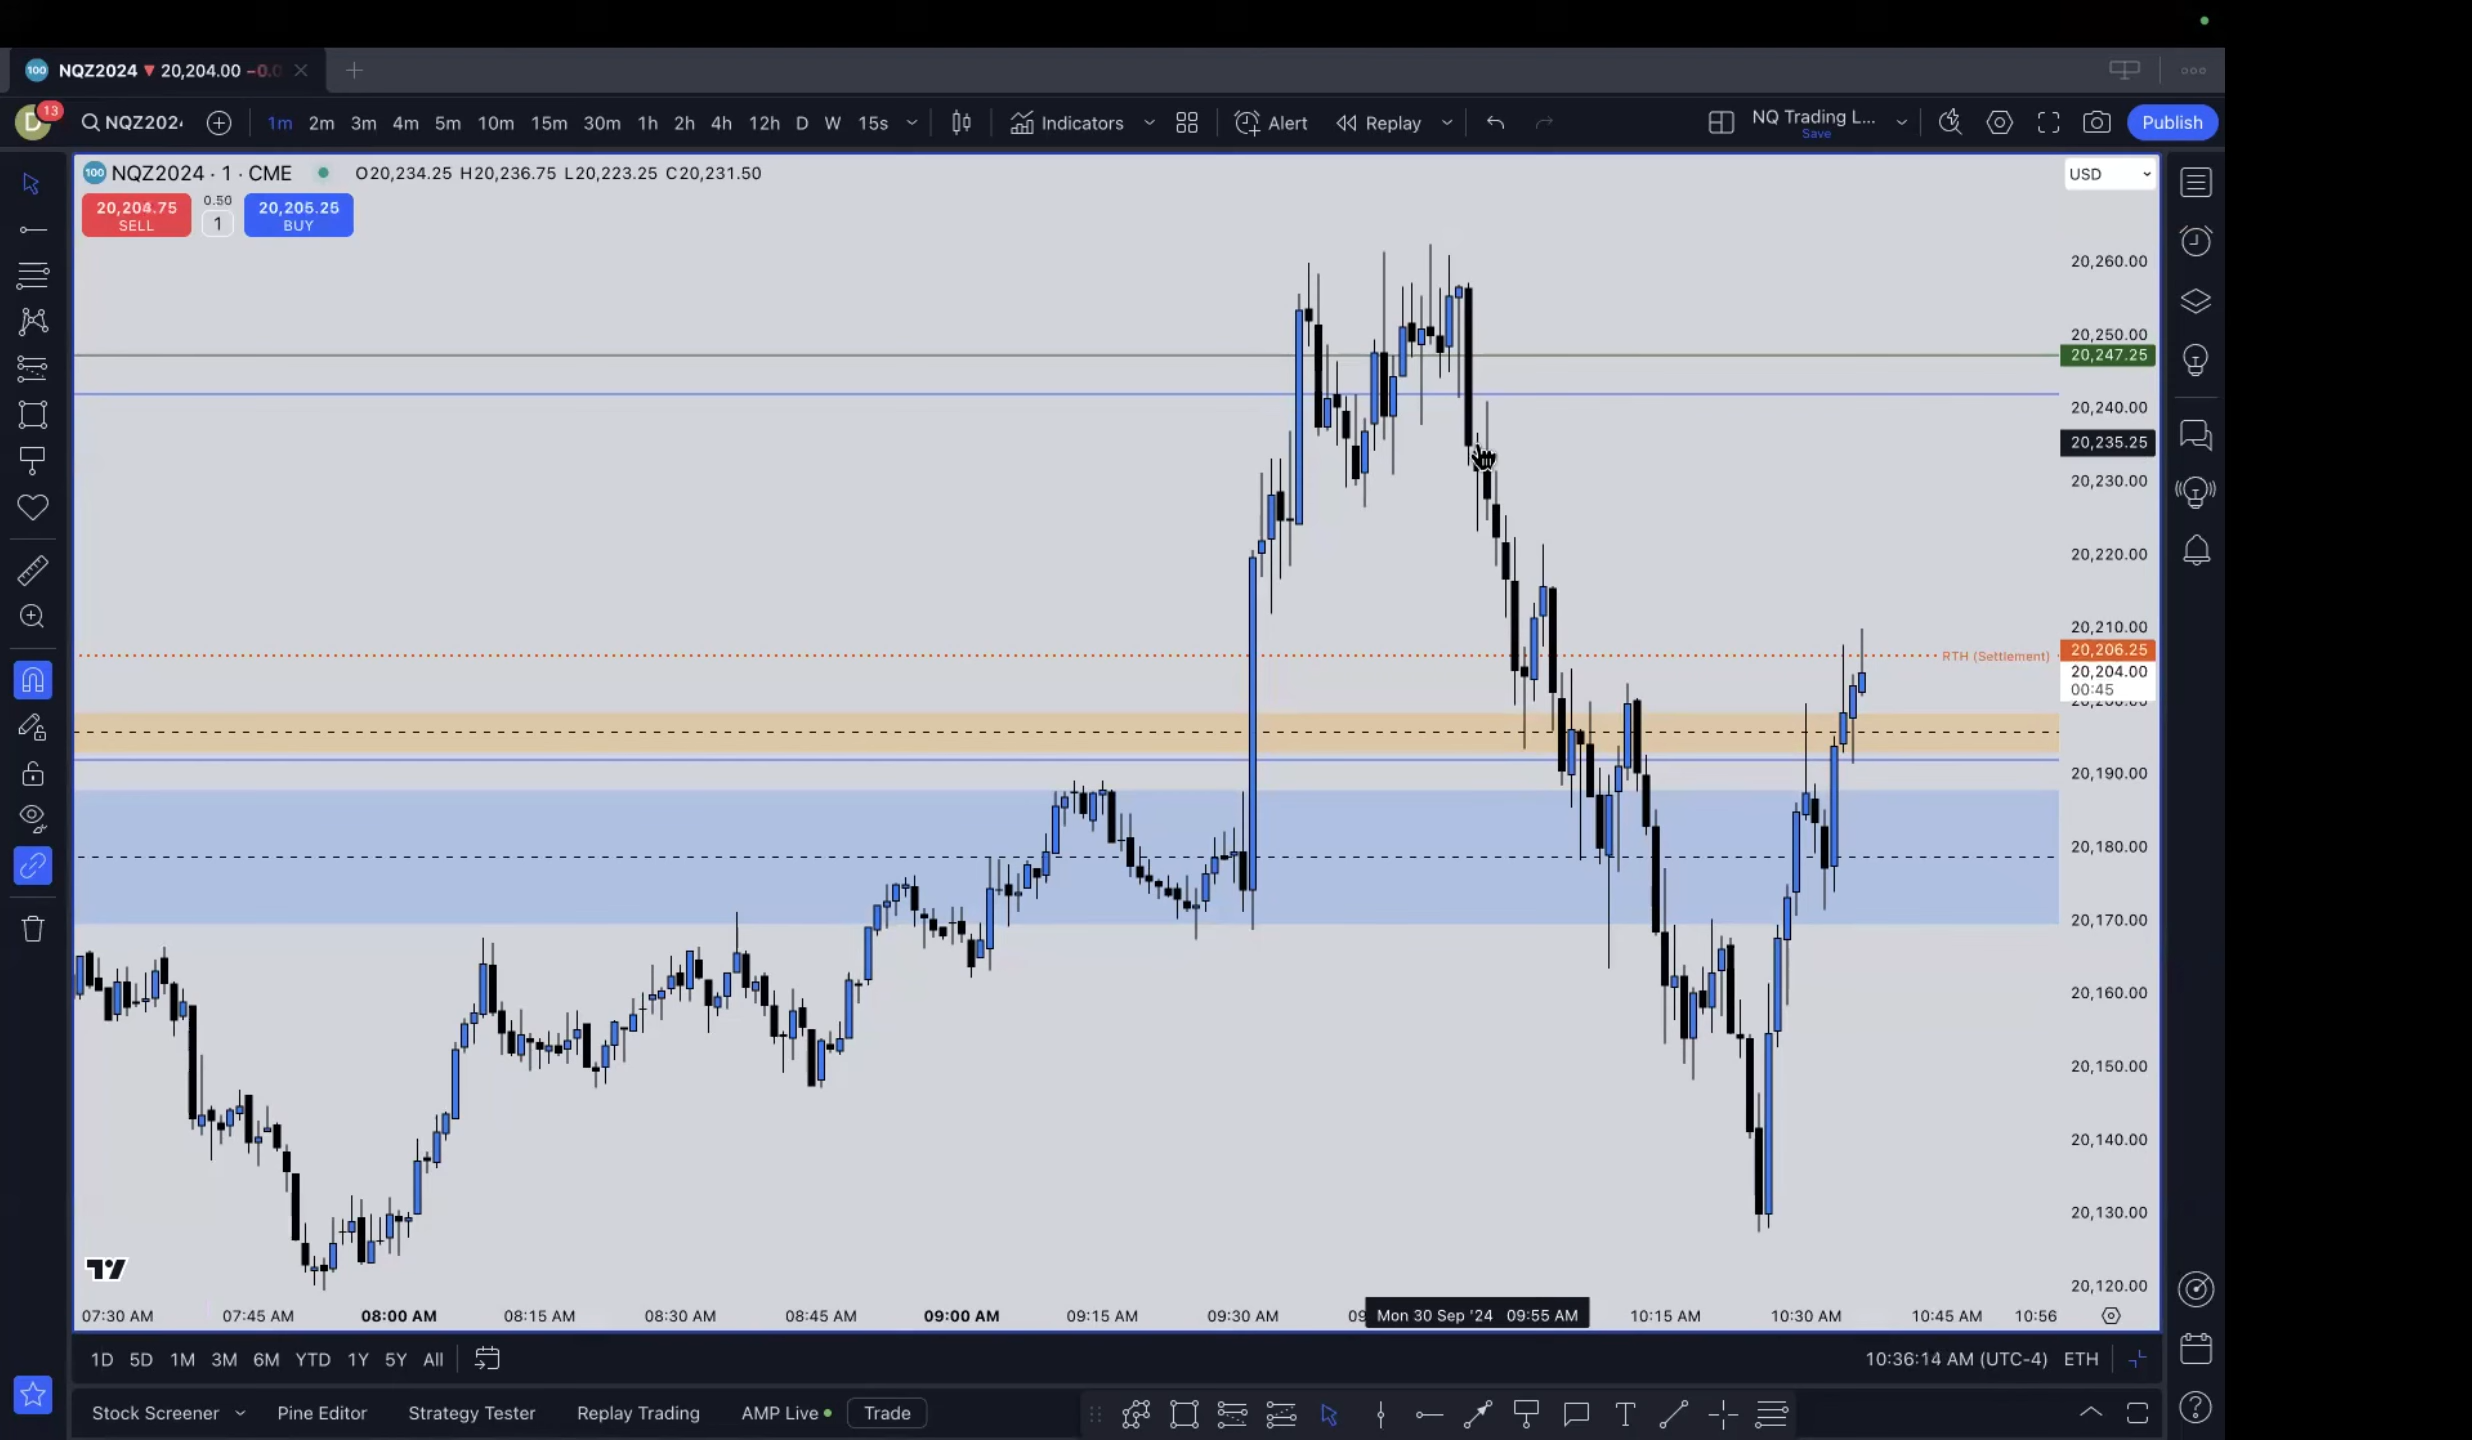 NQZ2024 20,204.00 −0.0
13
D NQZ202 1m 2m 3m 4m 5m 10m 15m 30m 1h 2h 4h 12h D W 15s Indicators Alert Replay NQ Trading L... Save Publish
100 NQZ2024 · 1 · CME O20,234.25 H20,236.75 L20,223.25 C20,231.50
USD
20,204.75 SELL
0.50
1
20,205.25 BUY
20,260.00
20,250.00
20,247.25
20,240.00
20,235.25
20,230.00
20,220.00
20,210.00
RTH (Settlement) 20,206.25
20,204.00
00:45
20,190.00
20,180.00
20,170.00
20,160.00
20,150.00
20,140.00
20,130.00
20,120.00
07:30 AM 07:45 AM 08:00 AM 08:15 AM 08:30 AM 08:45 AM 09:00 AM 09:15 AM 09:30 AM 09 Mon 30 Sep '24 09:55 AM 10:15 AM 10:30 AM 10:45 AM 10:56
1D 5D 1M 3M 6M YTD 1Y 5Y All 10:36:14 AM (UTC-4) ETH
Stock Screener Pine Editor Strategy Tester Replay Trading AMP Live Trade